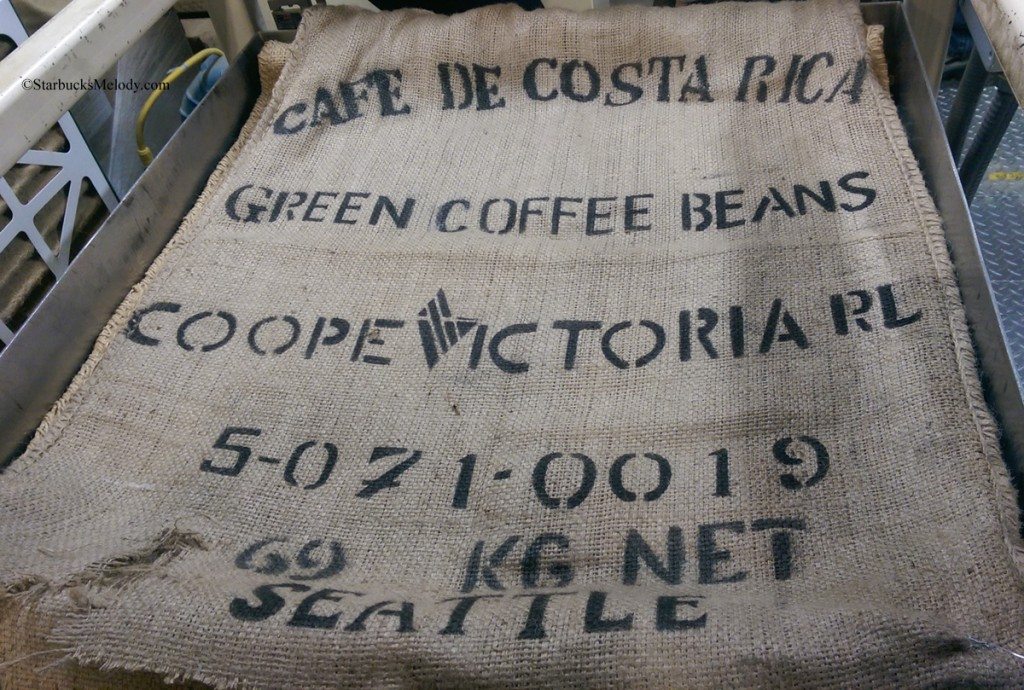 ©StarbucksMelody.com
CAFE DE COSTA RICA
GREEN COFFEE BEANS
COOPEVICTORIA RL
5-071-0019
69 KG NET
SEATTLE